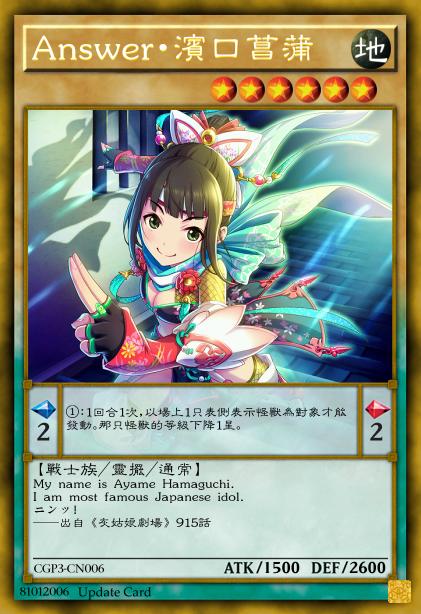 Answer・濱口菖蒲
地
①:1回合1次,以場上1只表側表示怪獸為對象才能
發動。那只怪獸的等級下降1星。
2
2
【戰士族/靈擺/通常】
My name is Ayame Hamaguchi.
I am most famous Japanese idol.
ニンッ!
——出自《灰姑娘劇場》915話
CGP3-CN006
ATK/1500 DEF/2600
81012006 Update Card